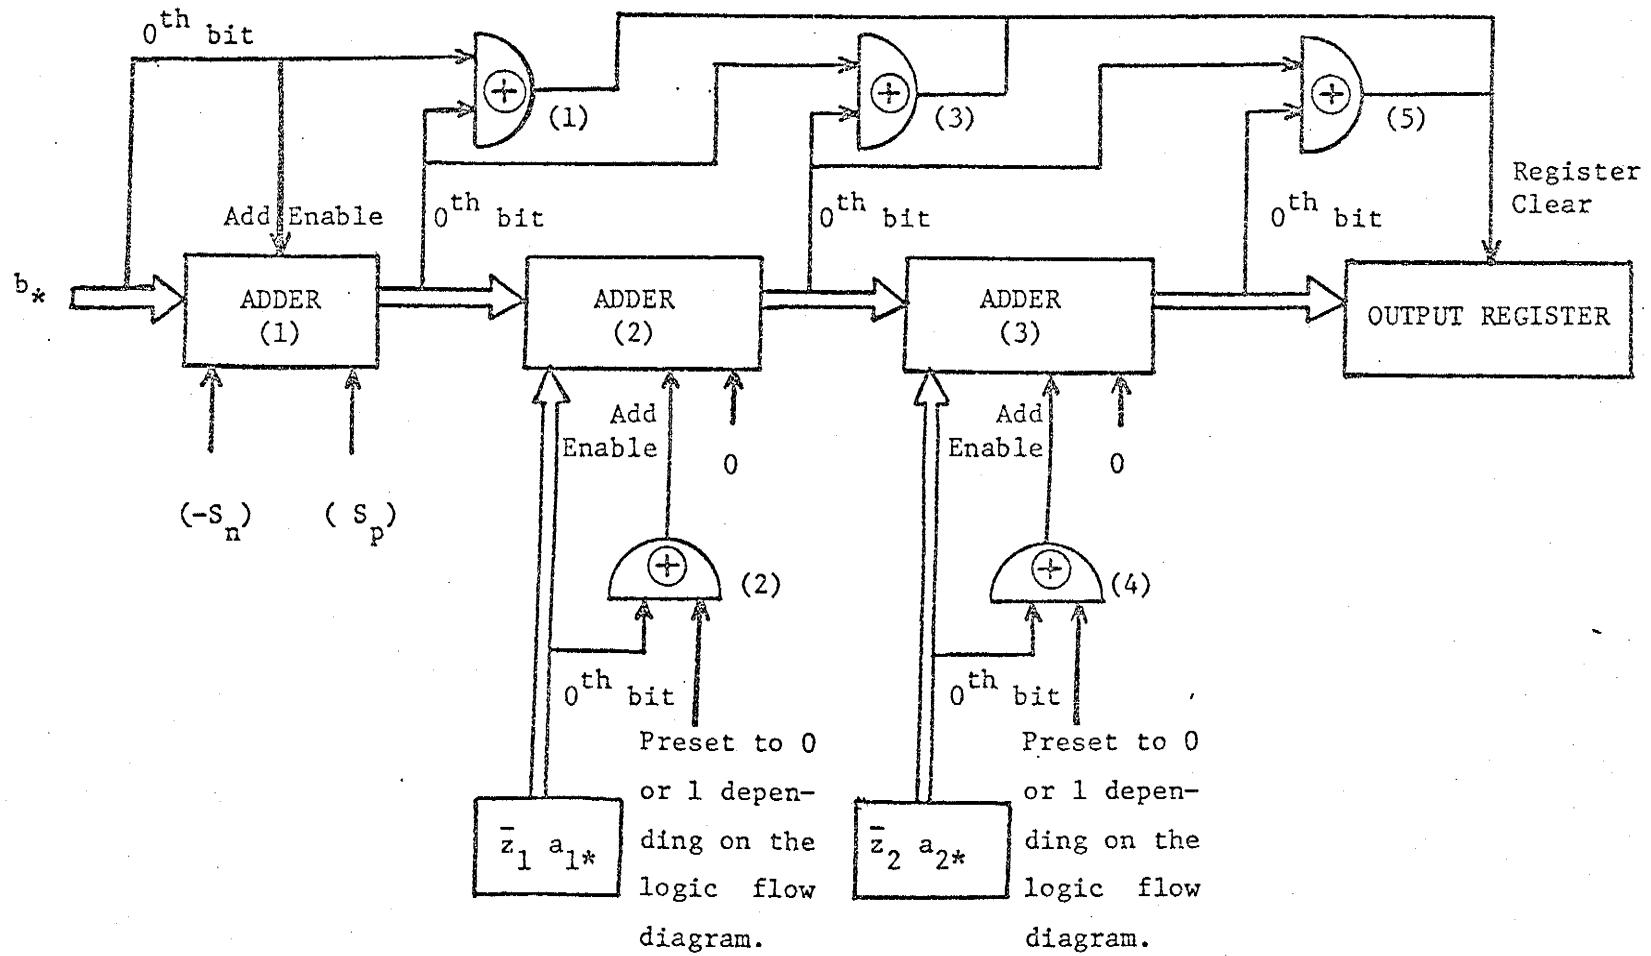 0th bit
(1)
(3)
(5)
Register
Clear
Add Enable
0th bit
0th bit
0th bit
b*
ADDER
(1)
ADDER
(2)
ADDER
(3)
OUTPUT REGISTER
(-Sn)
( Sp)
Add
Enable
0
Add
Enable
0
(2)
(4)
0th bit
0th bit
Preset to 0
or 1 depen-
ding on the
logic flow
diagram.
Preset to 0
or 1 depen-
ding on the
logic flow
diagram.
z̄1 a1*
z̄2 a2*